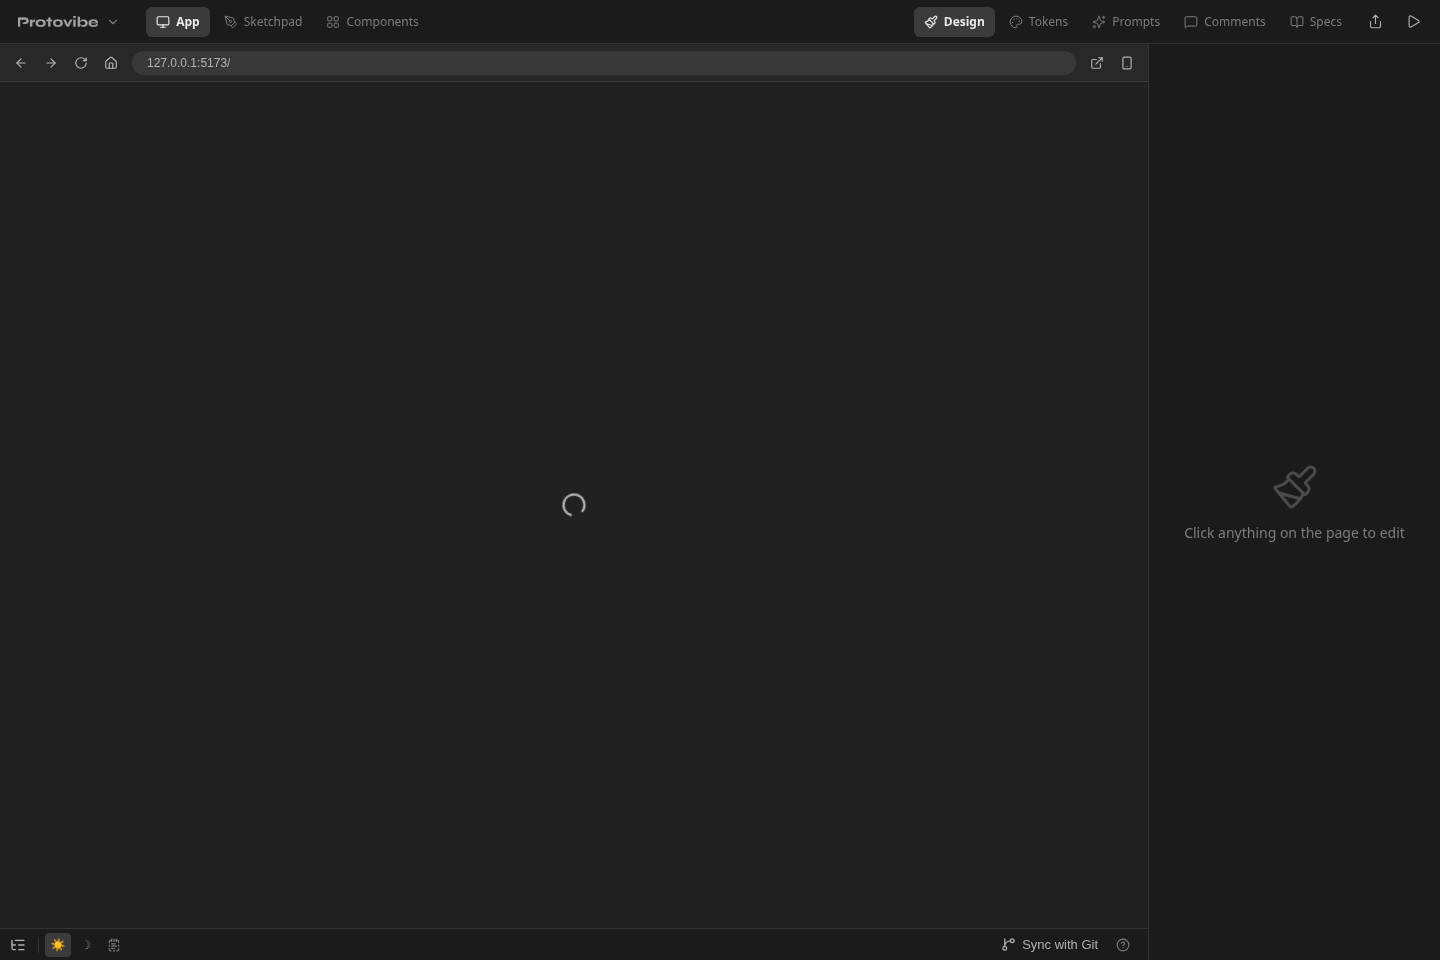 Protovibe
App
Sketchpad
Components
Design
Tokens
Prompts
Comments
Specs
127.0.0.1:5173/
Click anything on the page to edit
Sync with Git